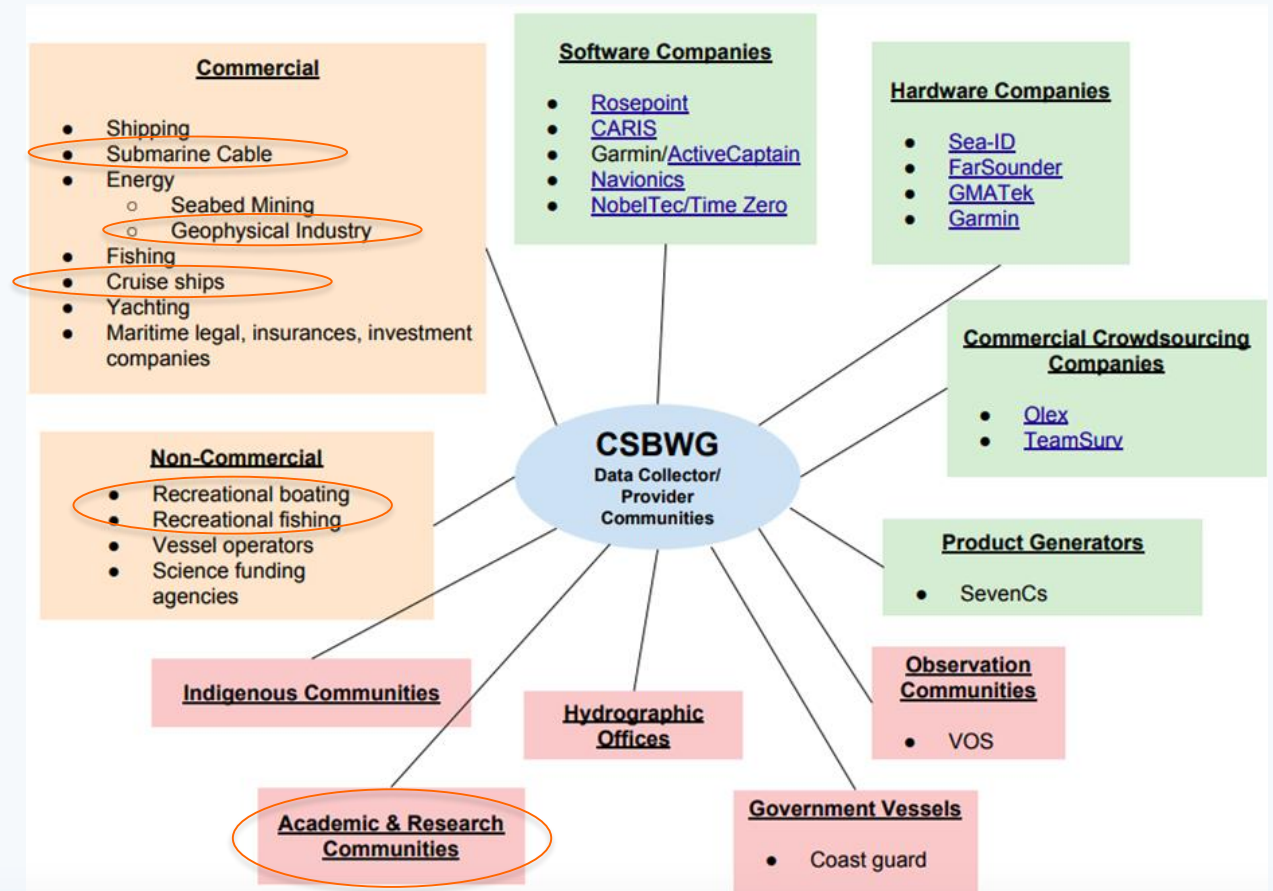 Commercial
● Shipping
● Submarine Cable
● Energy
○ Seabed Mining
○ Geophysical Industry
● Fishing
● Cruise ships
● Yachting
● Maritime legal, insurances, investment
companies
Software Companies
● Rosepoint
● CARIS
● Garmin/ActiveCaptain
● Navionics
● NobelTec/Time Zero
Hardware Companies
● Sea-ID
● FarSounder
● GMATek
● Garmin
Commercial Crowdsourcing
Companies
● Olex
● TeamSurv
CSBWG
Data Collector/
Provider
Communities
Non-Commercial
● Recreational boating
● Recreational fishing
● Vessel operators
● Science funding
agencies
Product Generators
● SevenCs
Indigenous Communities
Hydrographic
Offices
Observation
Communities
● VOS
Academic & Research
Communities
Government Vessels
● Coast guard